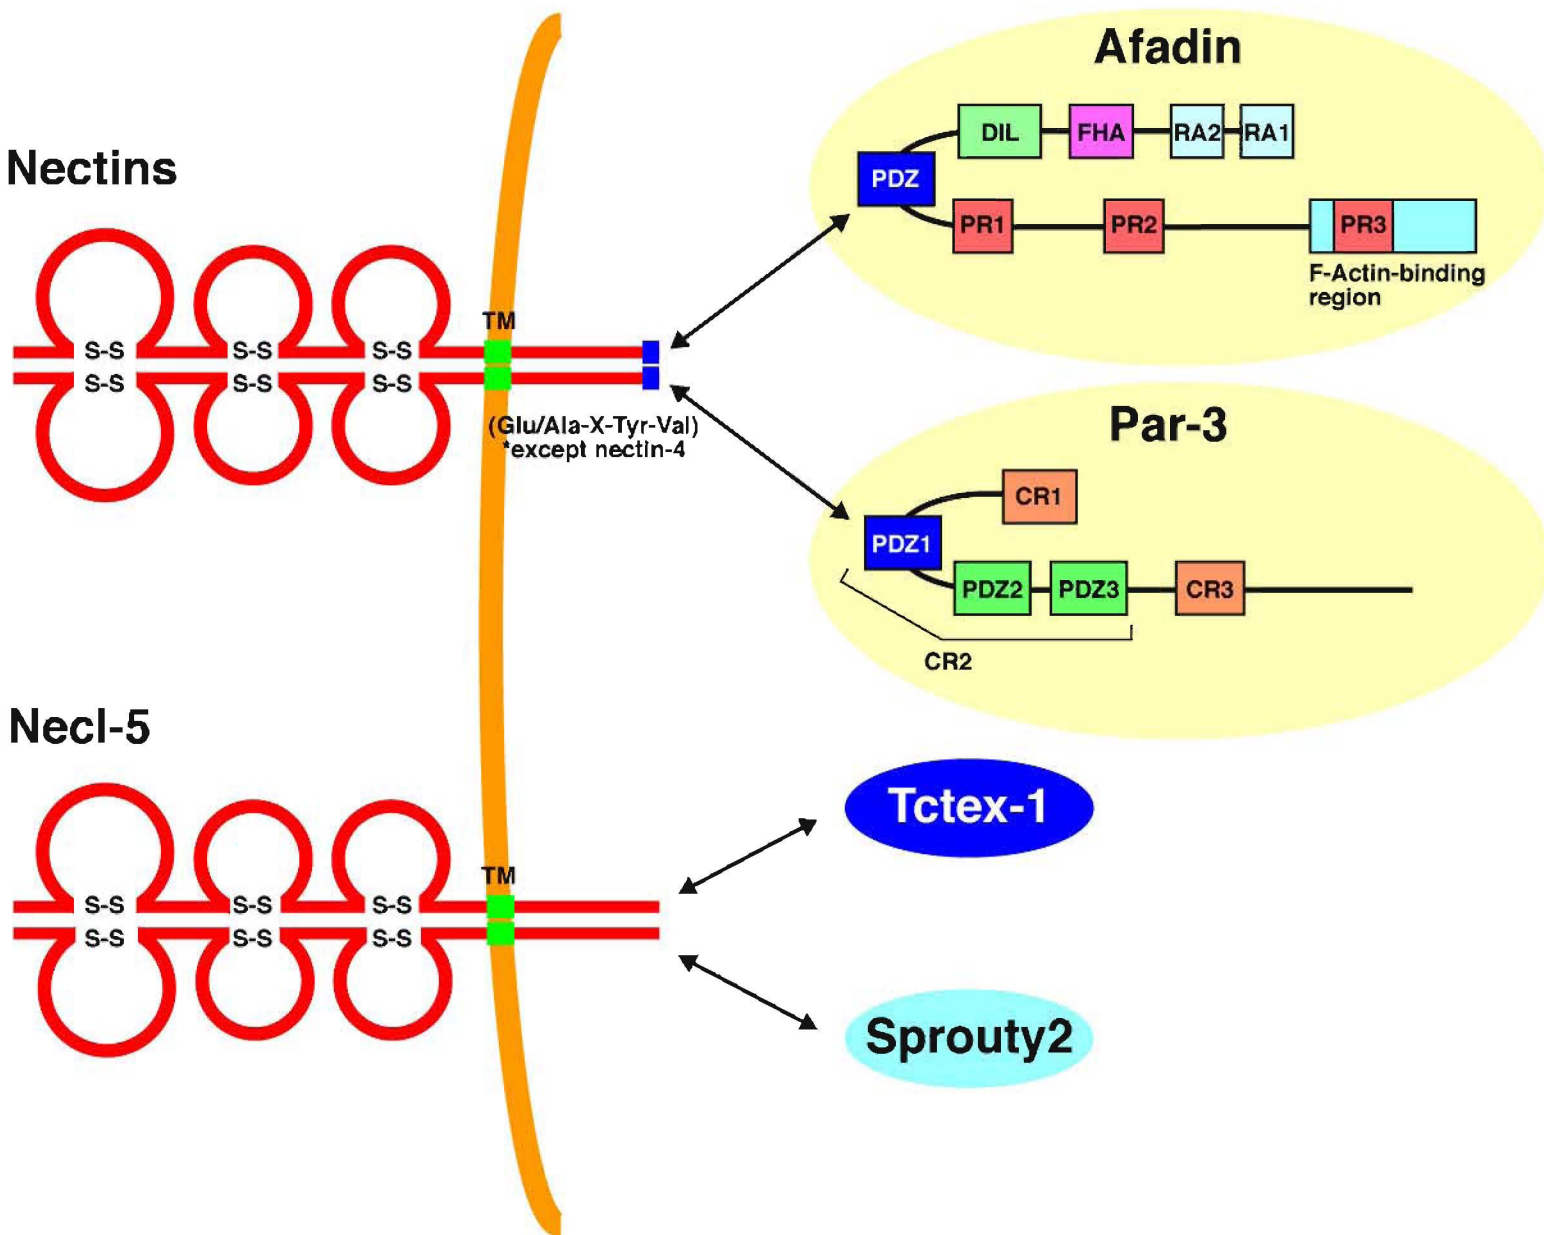 Afadin
DIL
FHA
RA2
RA1
PDZ
PR1
PR2
PR3
F-Actin-binding
region
Nectins
TM
S-S
S-S
S-S
S-S
S-S
S-S
(Glu/Ala-X-Tyr-Val)
*except nectin-4
Par-3
CR1
PDZ1
PDZ2
PDZ3
CR3
CR2
Necl-5
TM
S-S
S-S
S-S
S-S
S-S
S-S
Tctex-1
Sprouty2